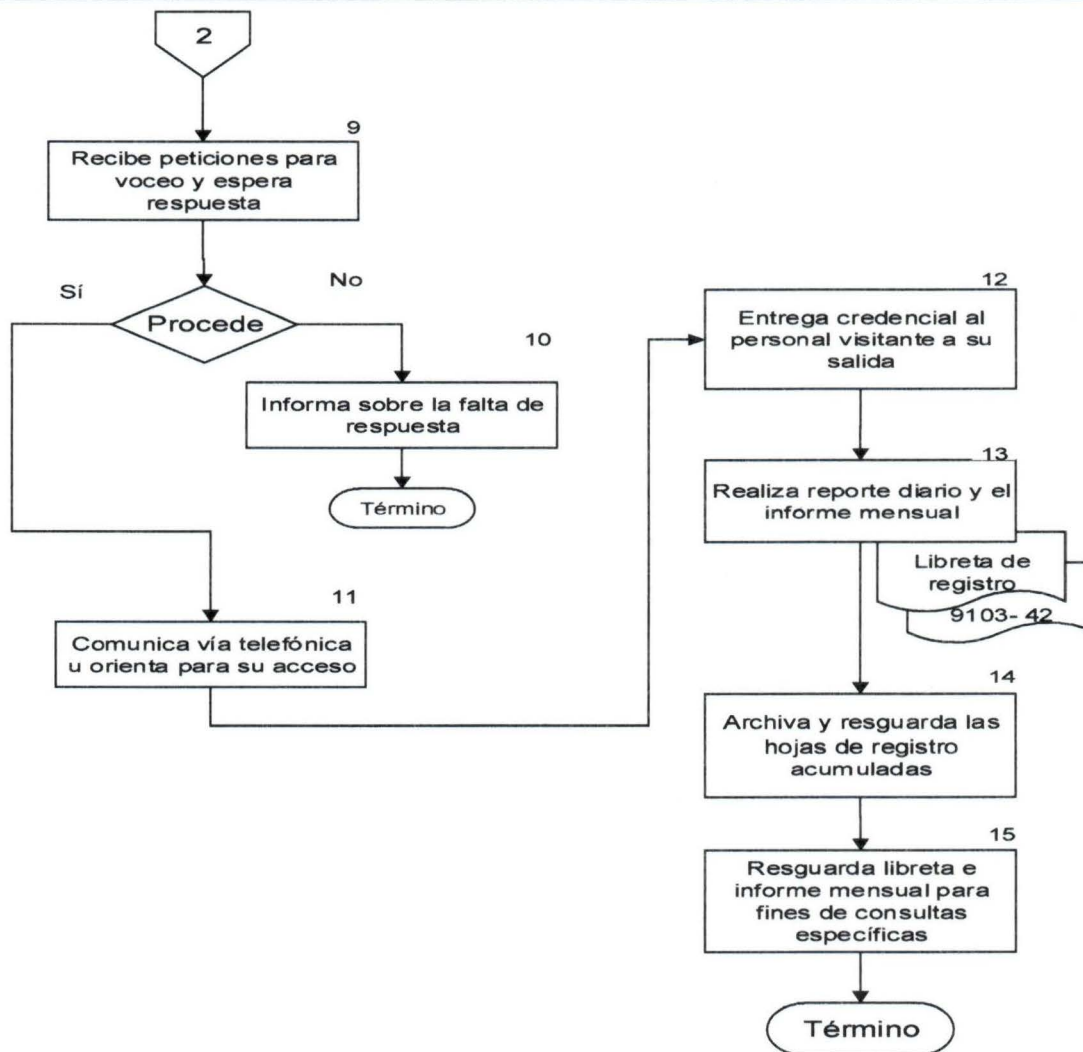 2
9
Recibe peticiones para
voceo y espera
respuesta
Sí
No
Procede
10
Informa sobre la falta de
respuesta
Término
11
Comunica vía telefónica
u orienta para su acceso
12
Entrega credencial al
personal visitante a su
salida
13
Realiza reporte diario y el
informe mensual
Libreta de
registro
9103- 42
14
Archiva y resguarda las
hojas de registro
acumuladas
15
Resguarda libreta e
informe mensual para
fines de consultas
específicas
Término